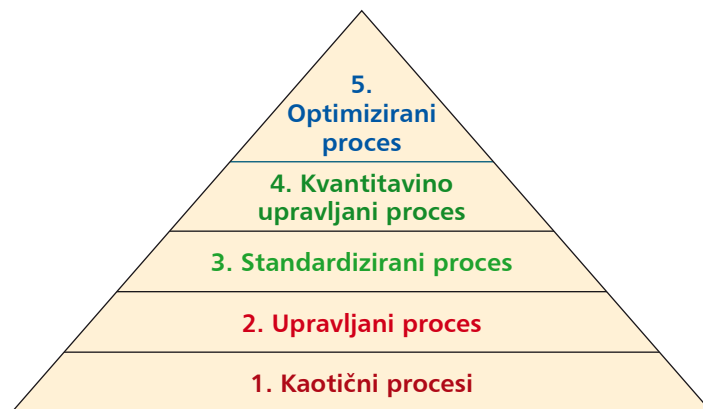 5.
Optimizirani
proces
4. Kvantitavino
upravljani proces
3. Standardizirani proces
2. Upravljani proces
1. Kaotični procesi